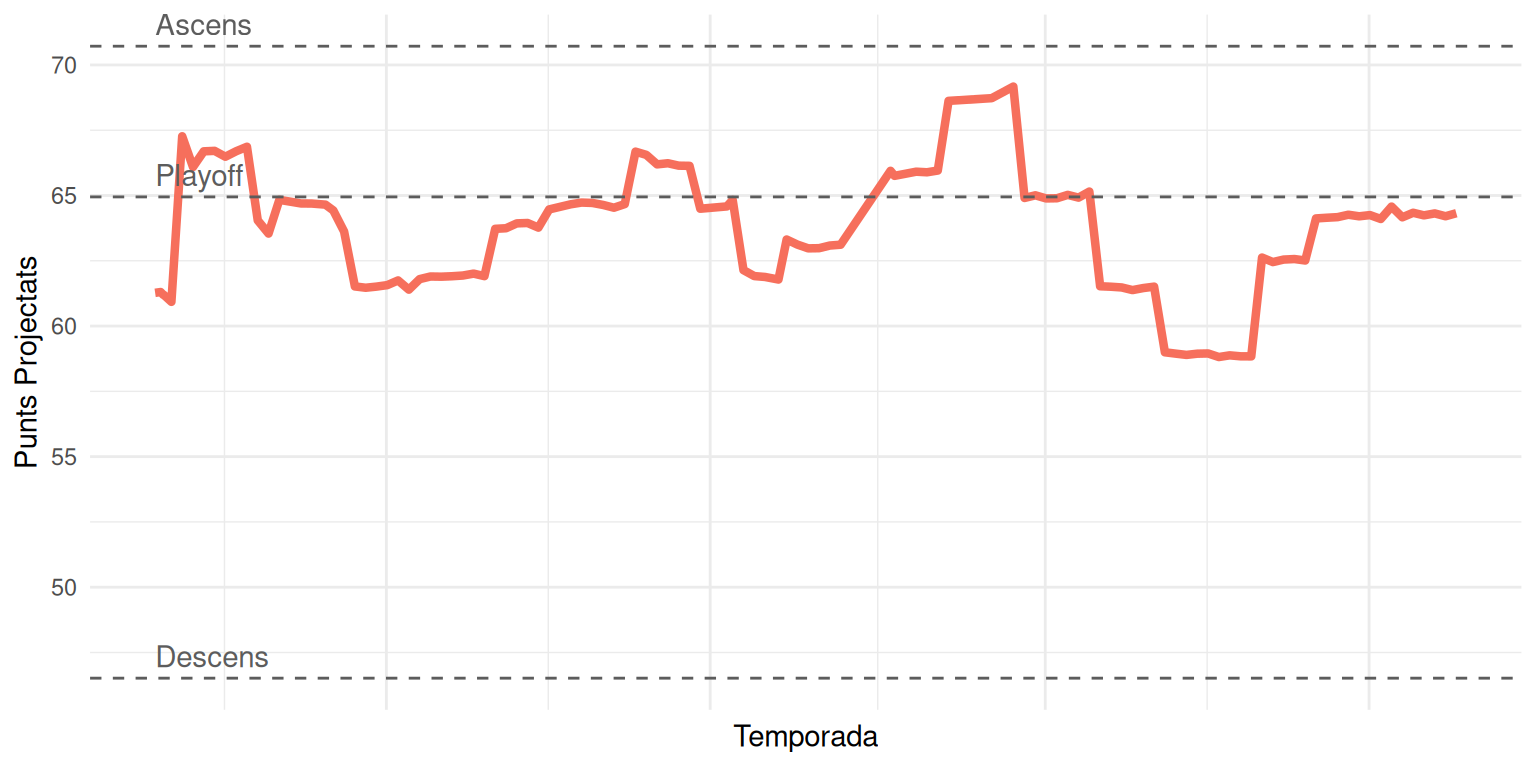 Ascens
70
Playoff
65
60
55
50
Descens
Punts Projectats
Temporada